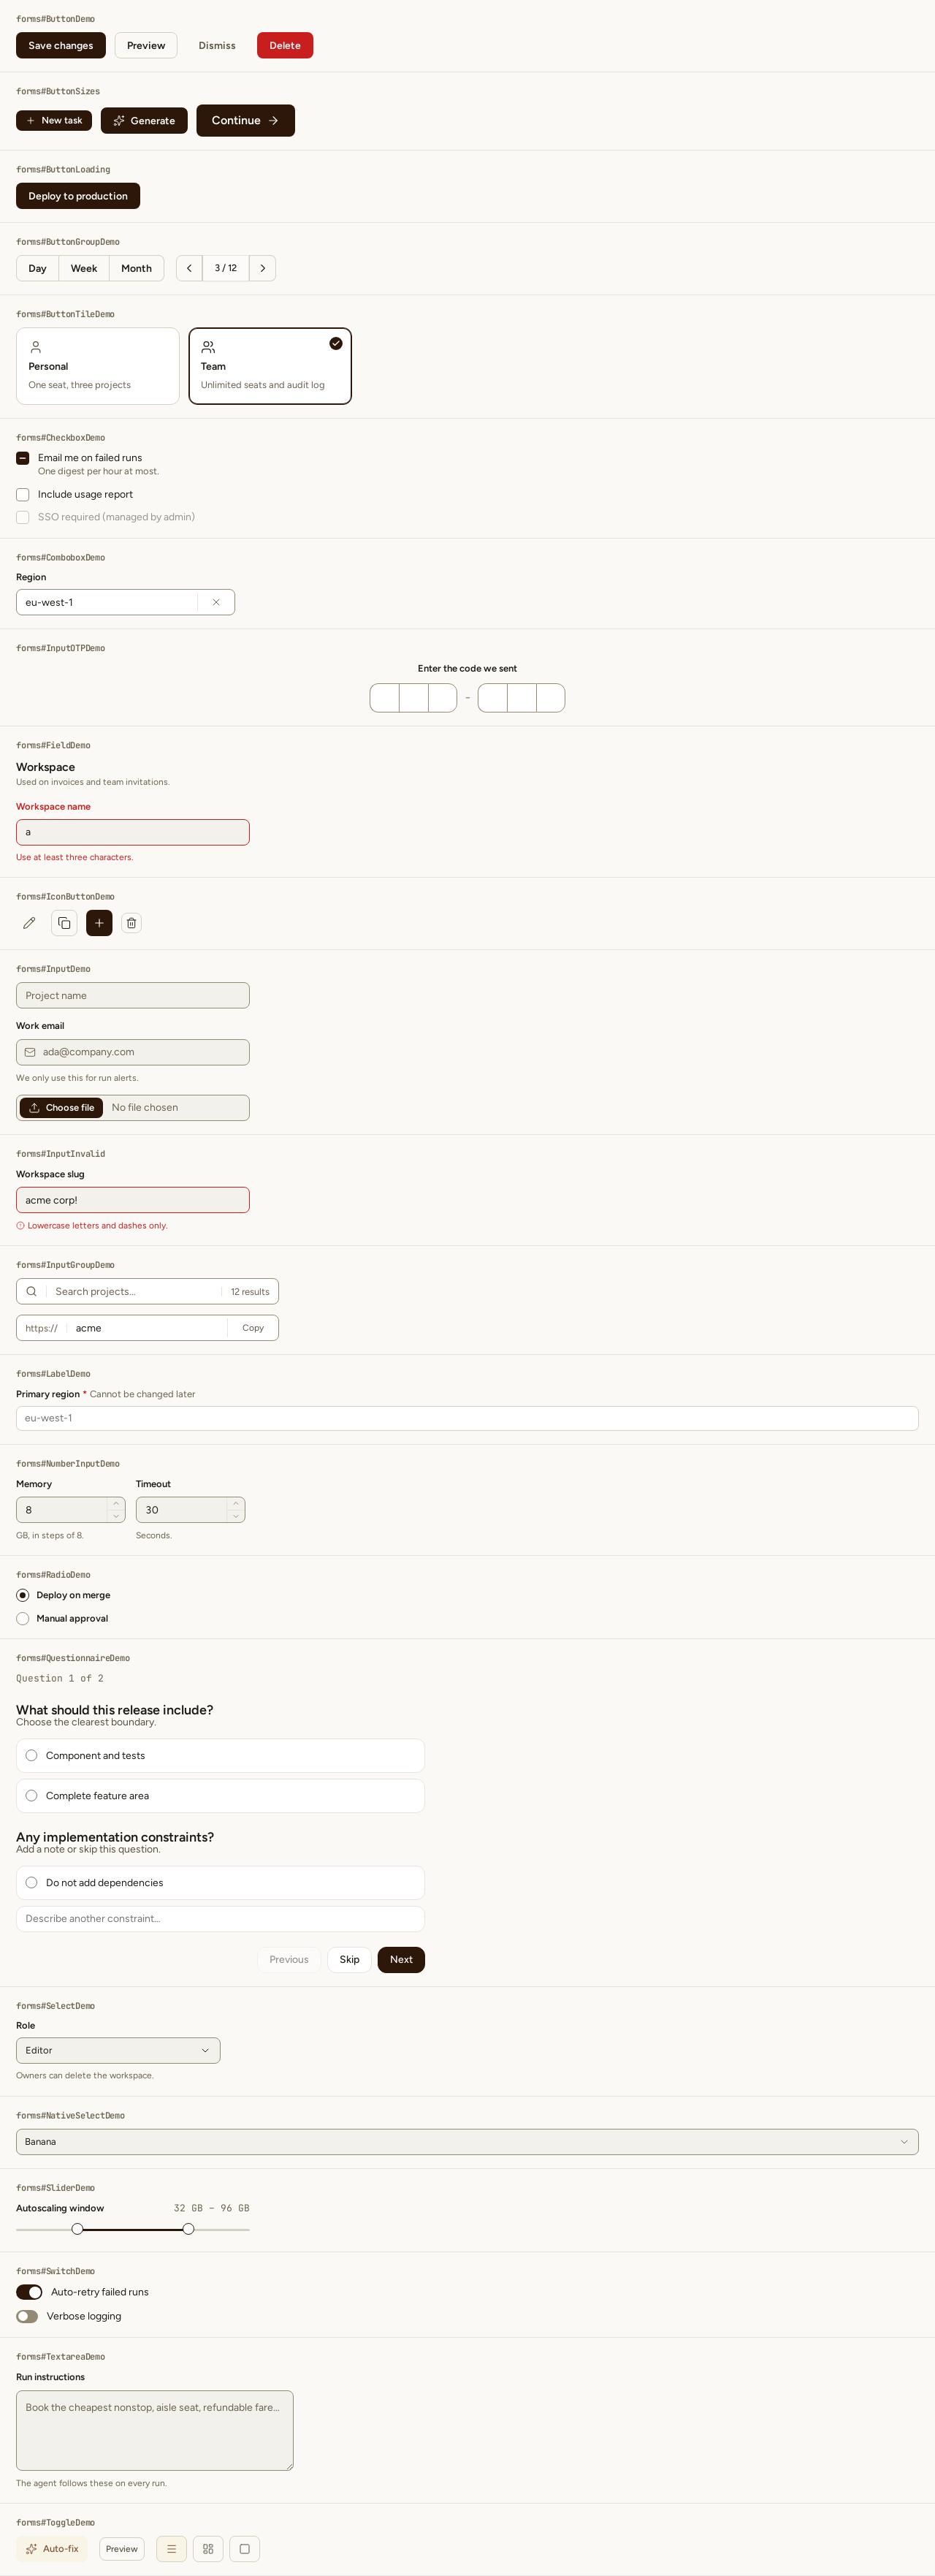 forms#ButtonDemo
Save changes Preview Dismiss Delete
forms#ButtonSizes
New task Generate Continue
forms#ButtonLoading
Deploy to production
forms#ButtonGroupDemo
Day Week Month 3 / 12
forms#ButtonTileDemo
Personal
One seat, three projects
Team
Unlimited seats and audit log
forms#CheckboxDemo
Email me on failed runs
One digest per hour at most.
Include usage report
SSO required (managed by admin)
forms#ComboboxDemo
Region
eu-west-1
forms#InputOTPDemo
Enter the code we sent
-
forms#FieldDemo
Workspace
Used on invoices and team invitations.
Workspace name
a
Use at least three characters.
forms#IconButtonDemo
forms#InputDemo
Project name
Work email
ada@company.com
We only use this for run alerts.
Choose file No file chosen
forms#InputInvalid
Workspace slug
acme corp!
Lowercase letters and dashes only.
forms#InputGroupDemo
Search projects... 12 results
https:// acme Copy
forms#LabelDemo
Primary region * Cannot be changed later
eu-west-1
forms#NumberInputDemo
Memory Timeout
8 30
GB, in steps of 8. Seconds.
forms#RadioDemo
Deploy on merge
Manual approval
forms#QuestionnaireDemo
Question 1 of 2
What should this release include?
Choose the clearest boundary.
Component and tests
Complete feature area
Any implementation constraints?
Add a note or skip this question.
Do not add dependencies
Describe another constraint...
Previous Skip Next
forms#SelectDemo
Role
Editor
Owners can delete the workspace.
forms#NativeSelectDemo
Banana
forms#SliderDemo
Autoscaling window 32 GB – 96 GB
forms#SwitchDemo
Auto-retry failed runs
Verbose logging
forms#TextareaDemo
Run instructions
Book the cheapest nonstop, aisle seat, refundable fare...
The agent follows these on every run.
forms#ToggleDemo
Auto-fix Preview